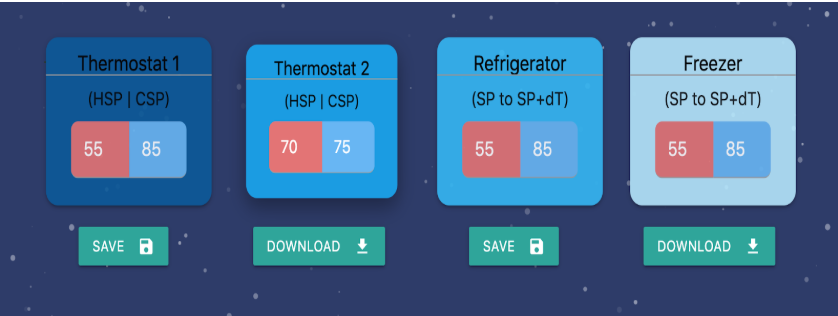 Thermostat 1
(HSP | CSP)
55 85
SAVE
Thermostat 2
(HSP | CSP)
70 75
DOWNLOAD
Refrigerator
(SP to SP+dT)
55 85
SAVE
Freezer
(SP to SP+dT)
55 85
DOWNLOAD